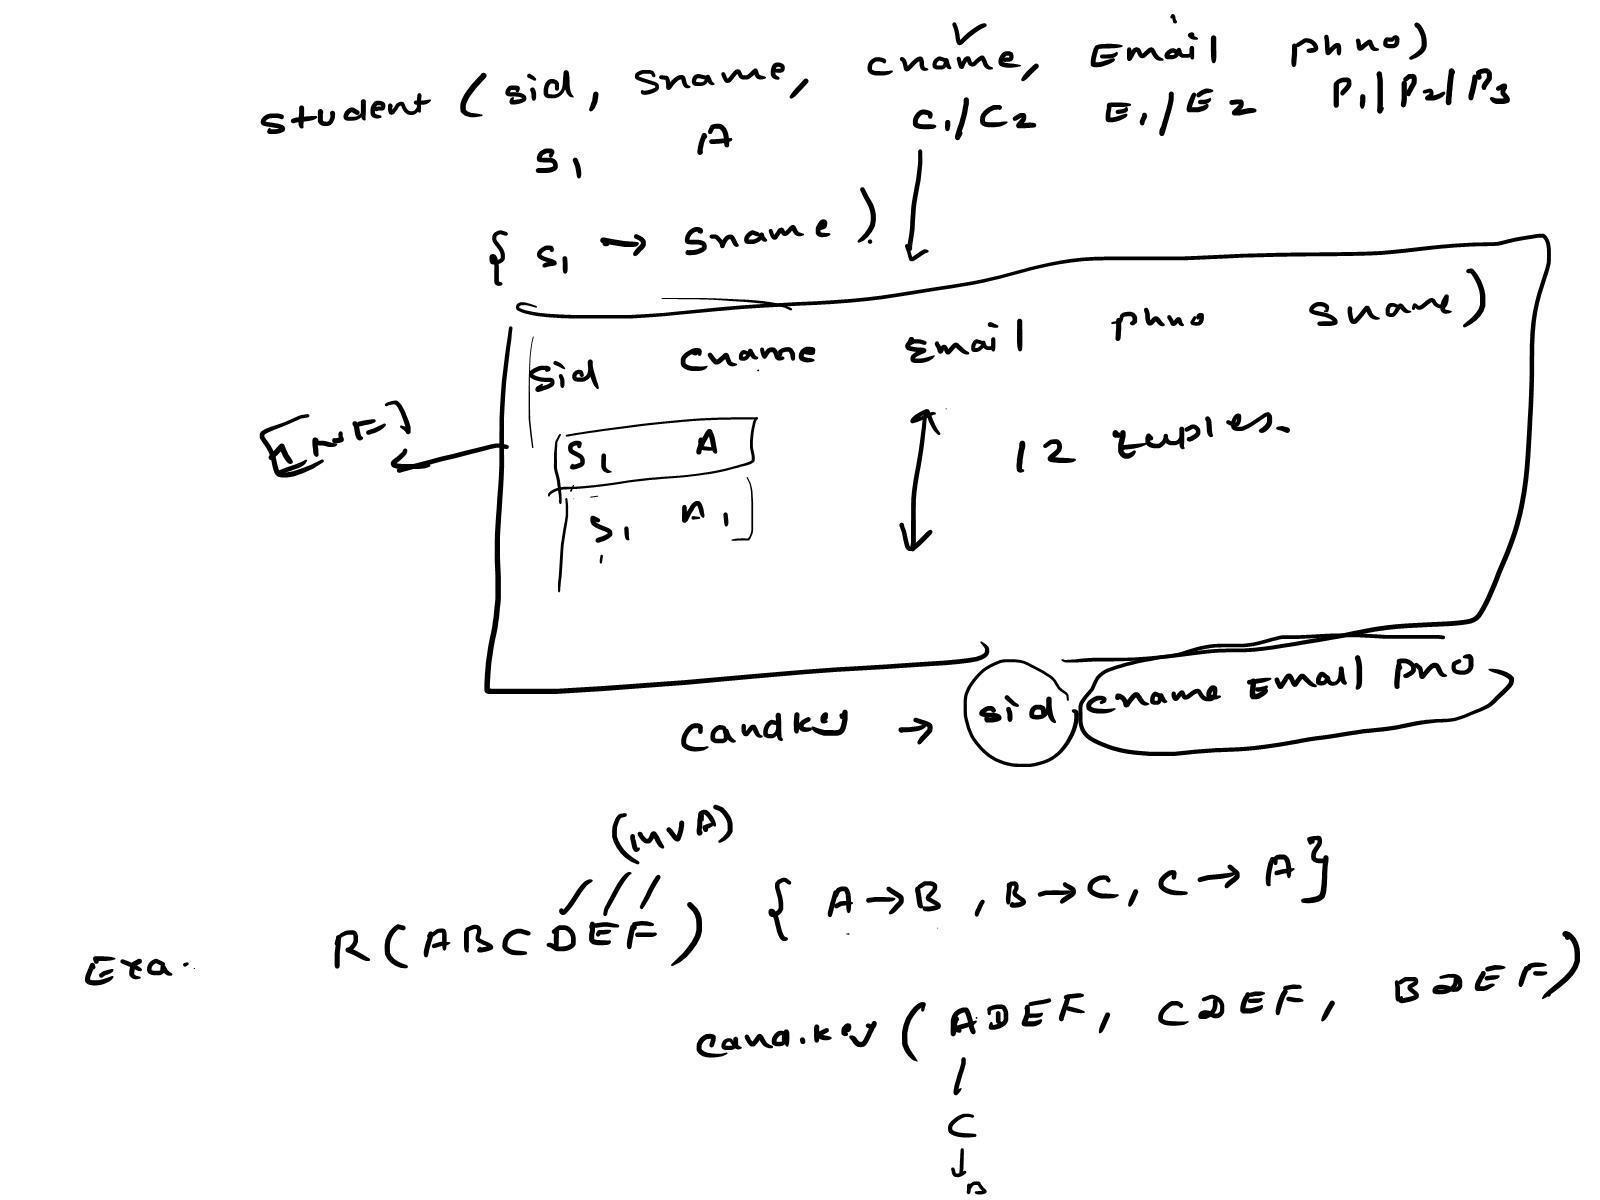 student ( sid, sname, cname, Email phno)
s1 A C1/C2 E1/E2 P1/P2/P3
{ s1 → sname )
sid cname Email phno sname)
[1NF]
s1 A
12 tuples.
s1 A1
candkey → sid, cname Email pno
(MVA)
Exa. R(ABCDEF) { A→B , B→C, C→A}
cand.key ( ADEF, CDEF, BDEF)
C
B